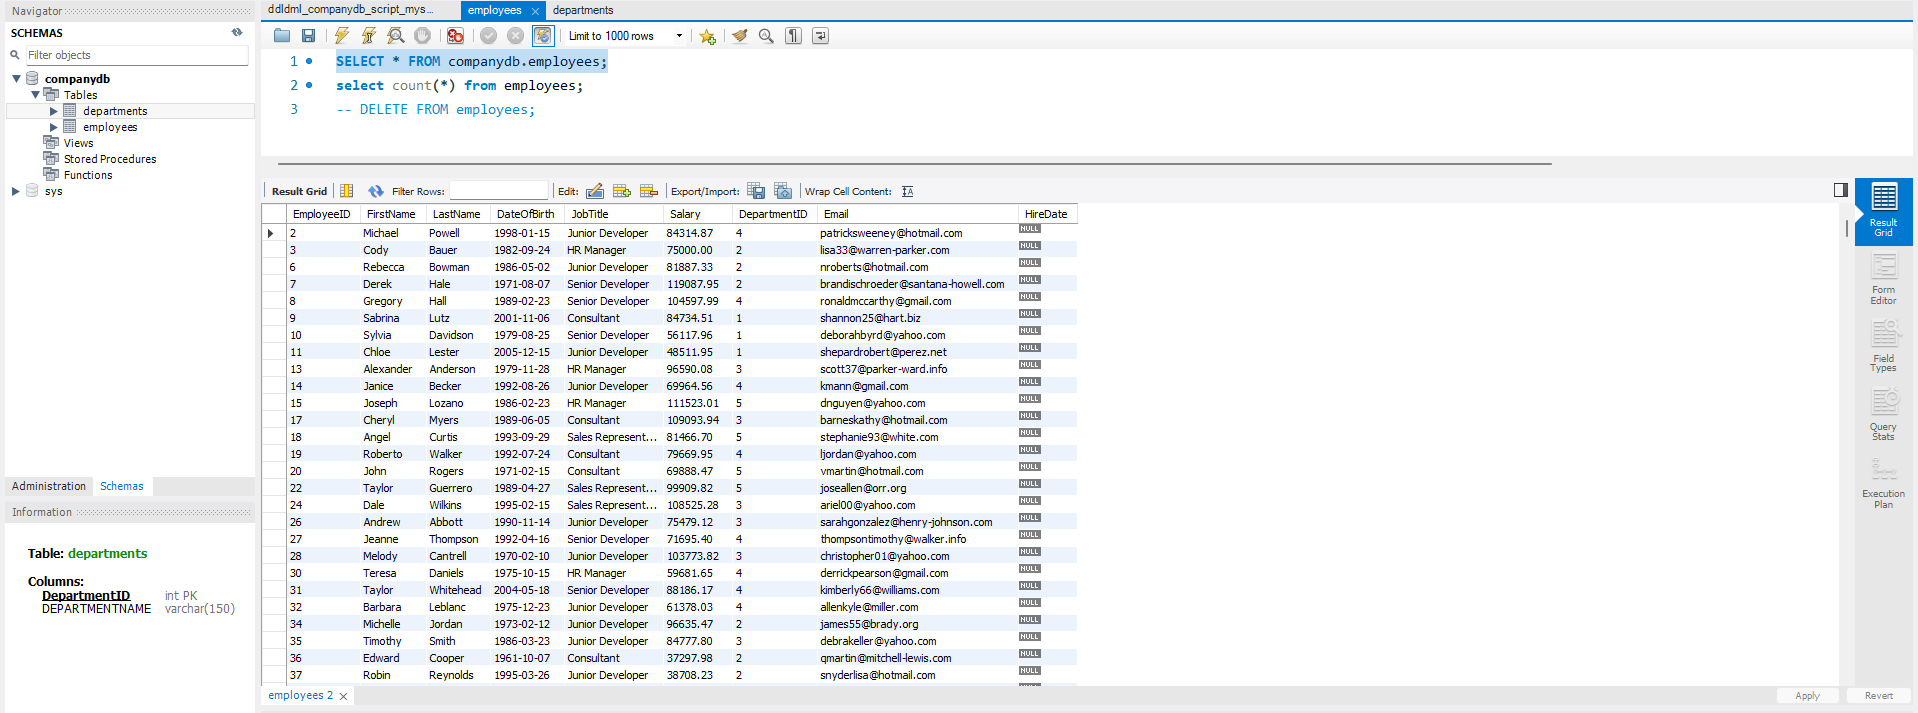 Navigator
SCHEMAS
Filter objects
companydb
Tables
departments
employees
Views
Stored Procedures
Functions
sys
Administration Schemas
Information
Table: departments
Columns:
DepartmentID int PK
DEPARTMENTNAME varchar(150)
ddldml_companydb_script_mys... employees departments
Limit to 1000 rows
1 SELECT * FROM companydb.employees;
2 select count(*) from employees;
3 -- DELETE FROM employees;
Result Grid Filter Rows: Edit: Export/Import: Wrap Cell Content:
EmployeeID FirstName LastName DateOfBirth JobTitle Salary DepartmentID Email HireDate
2 Michael Powell 1998-01-15 Junior Developer 84314.87 4 patricksweeney@hotmail.com NULL
3 Cody Bauer 1982-09-24 HR Manager 75000.00 2 lisa33@warren-parker.com NULL
6 Rebecca Bowman 1986-05-02 Junior Developer 81887.33 2 nroberts@hotmail.com NULL
7 Derek Hale 1971-08-07 Senior Developer 119087.95 2 brandischroeder@santana-howell.com NULL
8 Gregory Hall 1989-02-23 Junior Developer 104597.99 4 ronaldmccarthy@gmail.com NULL
9 Sabrina Lutz 2001-11-06 Consultant 84734.51 1 shannon25@hart.biz NULL
10 Sylvia Davidson 1979-08-25 Senior Developer 56117.96 1 deborahbyrd@yahoo.com NULL
11 Chloe Lester 2005-12-15 Junior Developer 48511.95 1 shepardrobert@perez.net NULL
13 Alexander Anderson 1979-11-28 HR Manager 96590.08 3 scott37@parker-ward.info NULL
14 Janice Becker 1992-08-26 Junior Developer 69964.56 4 kmann@gmail.com NULL
15 Joseph Lozano 1986-02-23 HR Manager 111523.01 5 dnguyen@yahoo.com NULL
17 Cheryl Myers 1989-06-05 Consultant 109093.94 3 barneskathy@hotmail.com NULL
18 Angel Curtis 1993-09-29 Sales Represent... 81466.70 5 stephanie93@white.com NULL
19 Roberto Walker 1992-07-24 Consultant 79669.95 4 ljordan@yahoo.com NULL
20 John Rogers 1971-02-15 Consultant 69888.47 5 vmartin@hotmail.com NULL
22 Taylor Guerrero 1989-04-27 Sales Represent... 99909.82 5 joseallen@orr.org NULL
24 Dale Wilkins 1995-02-15 Sales Represent... 108525.28 3 ariel00@yahoo.com NULL
26 Andrew Abbott 1990-11-14 Junior Developer 75479.12 3 sarahgonzalez@henry-johnson.com NULL
27 Jeanne Thompson 1992-04-16 Senior Developer 71695.40 4 thompsontimothy@walker.info NULL
28 Melody Cantrell 1970-02-10 Junior Developer 103773.82 3 christopher01@yahoo.com NULL
30 Teresa Daniels 1975-10-15 HR Manager 59681.65 4 derrickpearson@gmail.com NULL
31 Taylor Whitehead 2004-05-18 Senior Developer 88186.17 4 kimberly66@williams.com NULL
32 Barbara Leblanc 1975-12-23 Junior Developer 61378.03 4 allenkyle@miller.com NULL
34 Michelle Jordan 1973-02-12 Junior Developer 96635.47 2 james55@brady.org NULL
35 Timothy Smith 1986-03-23 Junior Developer 84777.80 3 debrakeller@yahoo.com NULL
36 Edward Cooper 1961-10-07 Consultant 37297.98 2 qmartin@mitchell-lewis.com NULL
37 Robin Reynolds 1995-03-26 Junior Developer 38708.23 2 snyderlisa@hotmail.com NULL
Result
Grid
Form
Editor
Field
Types
Query
Stats
Execution
Plan
employees 2 Apply Revert